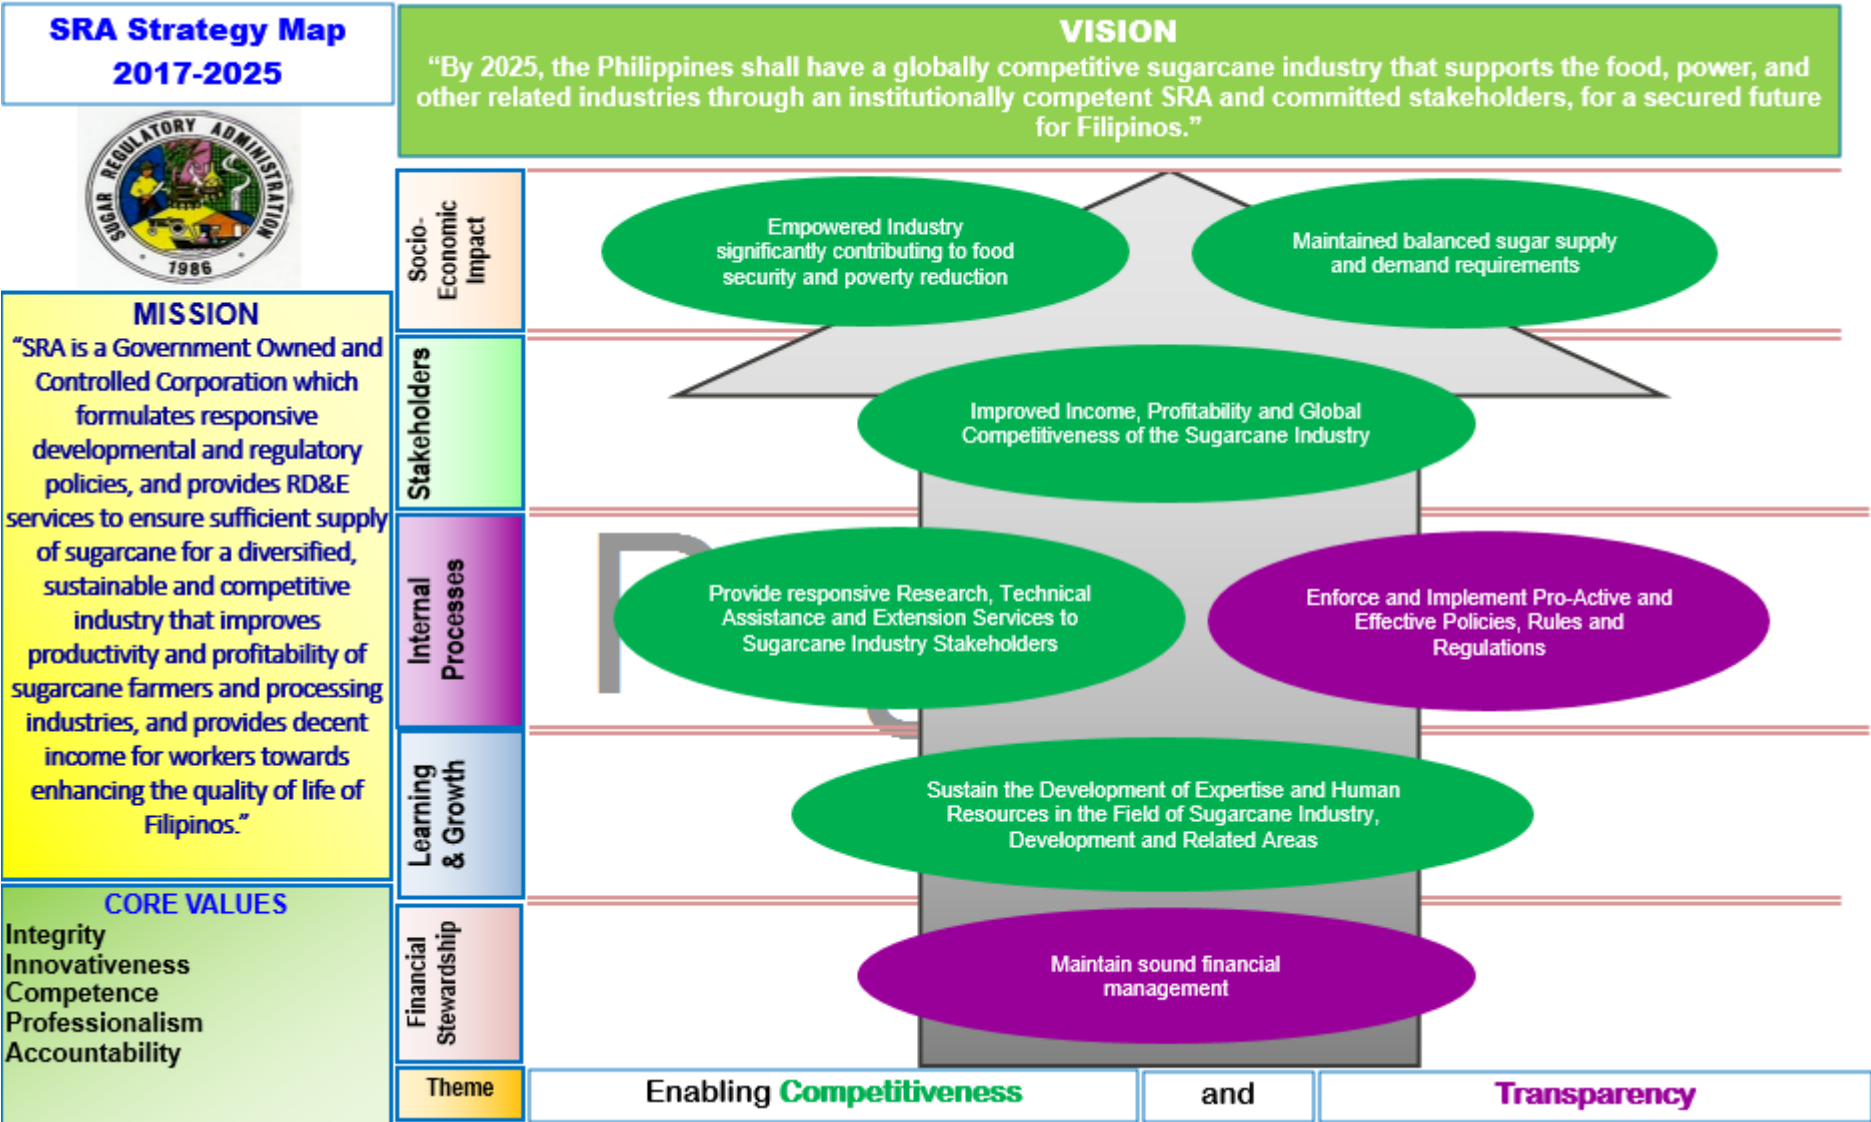 SRA Strategy Map
2017-2025
SUGAR REGULATORY ADMINISTRATION
1986
VISION
“By 2025, the Philippines shall have a globally competitive sugarcane industry that supports the food, power, and
other related industries through an institutionally competent SRA and committed stakeholders, for a secured future
for Filipinos.”
MISSION
“SRA is a Government Owned and
Controlled Corporation which
formulates responsive
developmental and regulatory
policies, and provides RD&E
services to ensure sufficient supply
of sugarcane for a diversified,
sustainable and competitive
industry that improves
productivity and profitability of
sugarcane farmers and processing
industries, and provides decent
income for workers towards
enhancing the quality of life of
Filipinos.”
CORE VALUES
Integrity
Innovativeness
Competence
Professionalism
Accountability
Socio-
Economic
Impact
Empowered Industry
significantly contributing to food
security and poverty reduction
Maintained balanced sugar supply
and demand requirements
Stakeholders
Improved Income, Profitability and Global
Competitiveness of the Sugarcane Industry
Internal
Processes
Provide responsive Research, Technical
Assistance and Extension Services to
Sugarcane Industry Stakeholders
Enforce and Implement Pro-Active and
Effective Policies, Rules and
Regulations
Learning
& Growth
Sustain the Development of Expertise and Human
Resources in the Field of Sugarcane Industry,
Development and Related Areas
Financial
Stewardship
Maintain sound financial
management
Theme
Enabling Competitiveness
and
Transparency